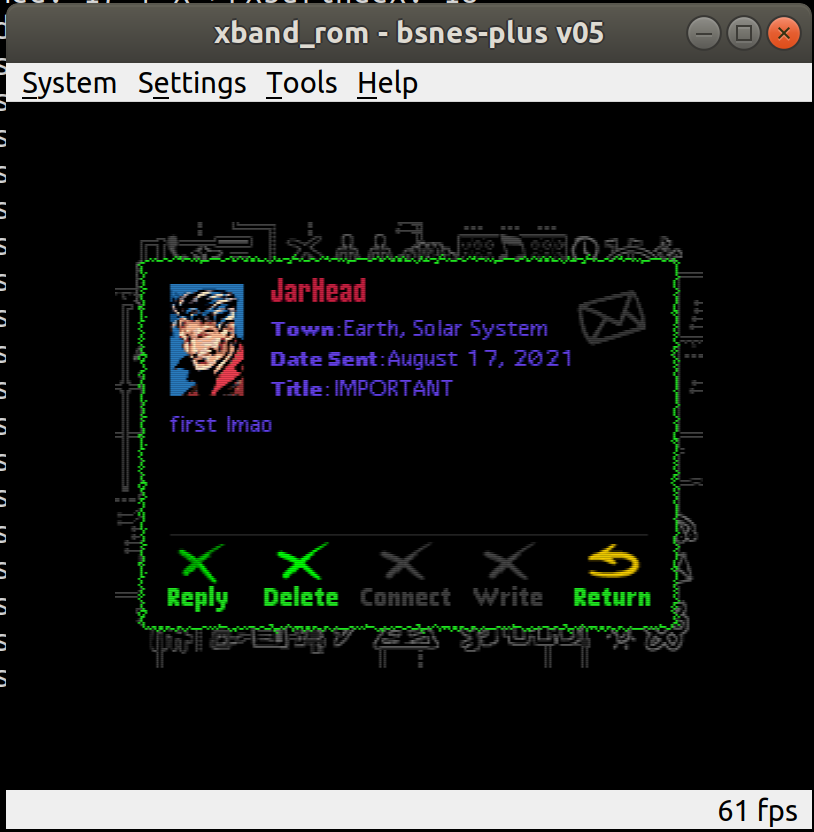 xband_rom - bsnes-plus v05
System Settings Tools Help
JarHead
Town:Earth, Solar System
Date Sent:August 17, 2021
Title:IMPORTANT
first lmao
Reply Delete Connect Write Return
61 fps